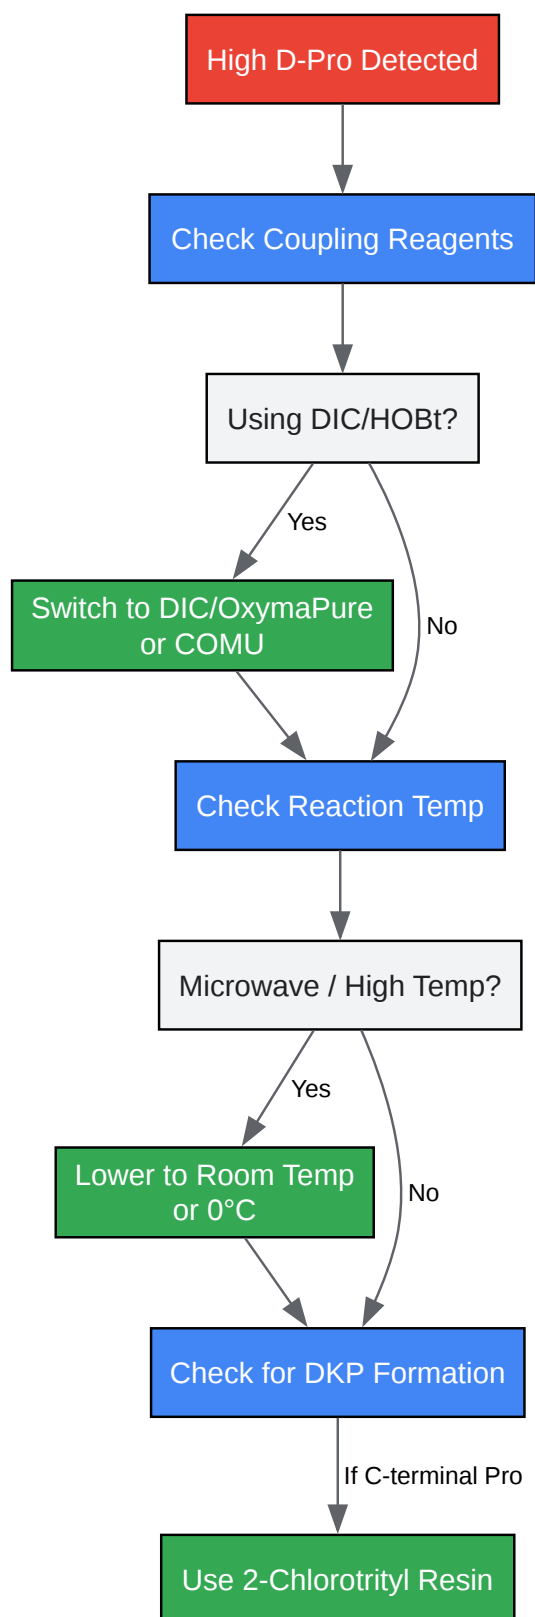 High D-Pro Detected
Check Coupling Reagents
Using DIC/HOBt?
Yes
Switch to DIC/OxymaPure
or COMU
No
Check Reaction Temp
Microwave / High Temp?
Yes
Lower to Room Temp
or 0°C
No
Check for DKP Formation
If C-terminal Pro
Use 2-Chlorotrityl Resin